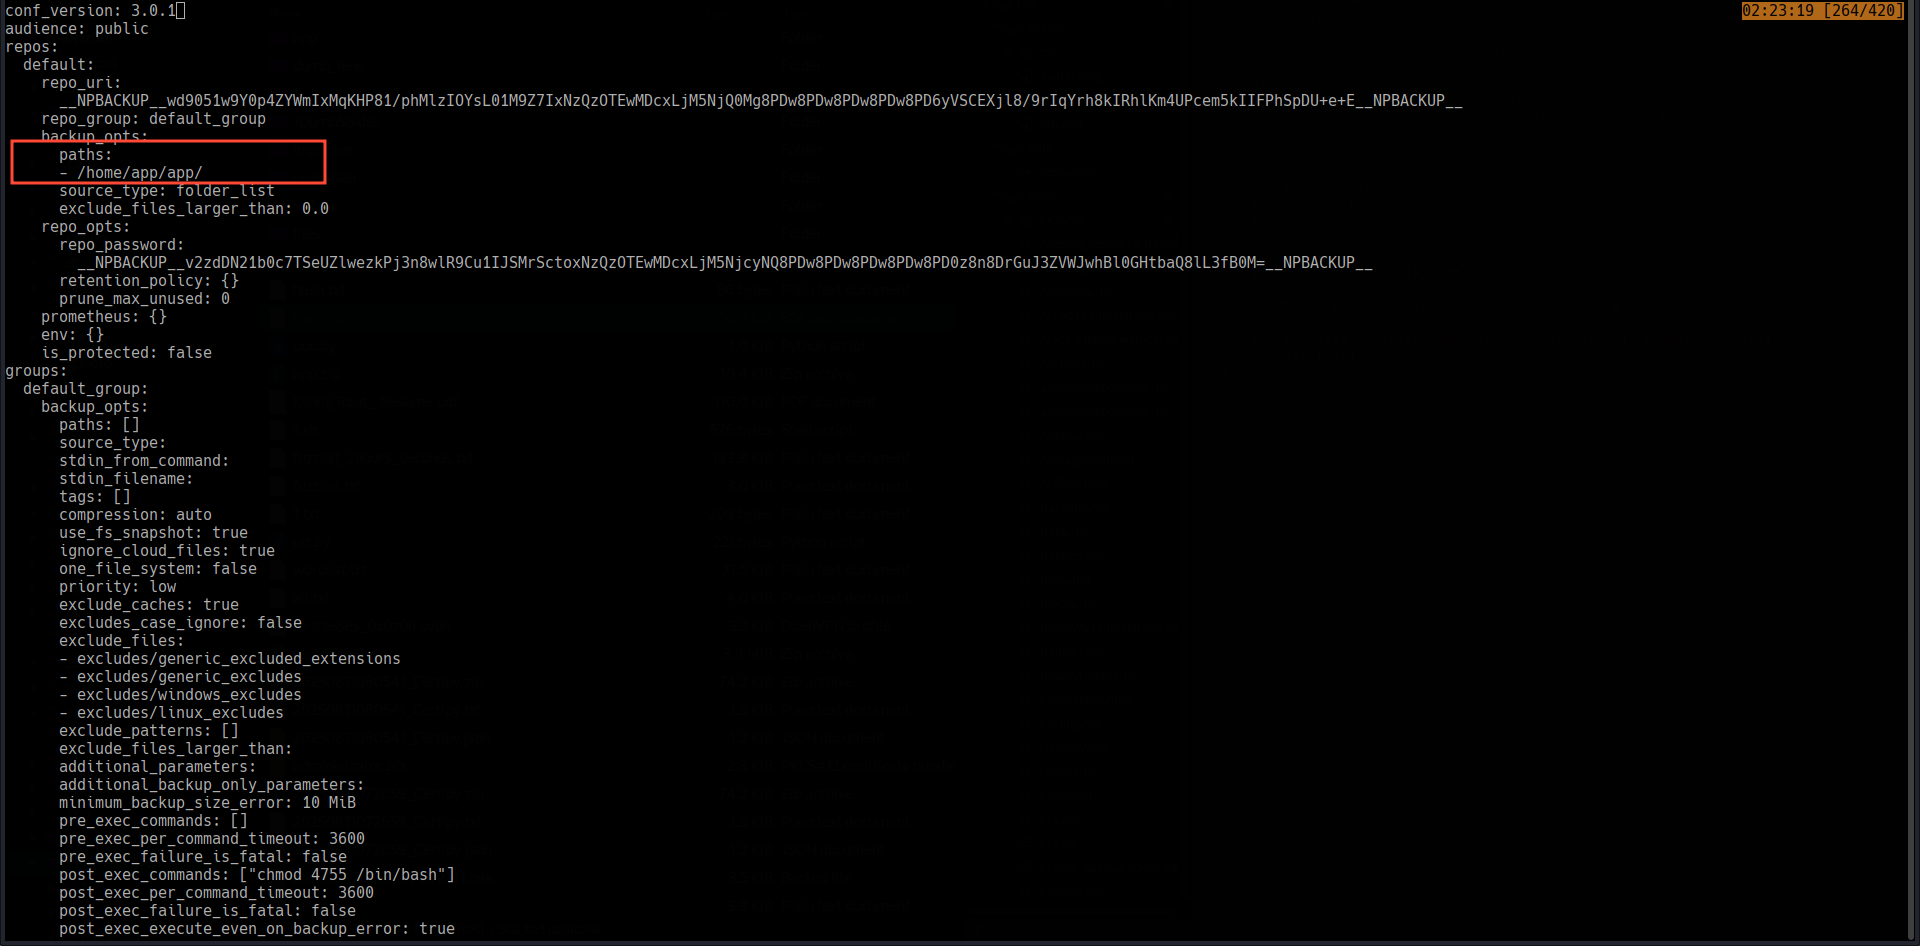 conf_version: 3.0.1
02:23:19 [264/420]
audience: public
repos:
  default:
    repo_uri:
      __NPBACKUP__wd9051w9Y0p4ZYWmIxMqKHP81/phMlzIOYsL01M9Z7IxNzQzOTEwMDcxLjM5NjQ0Mg8PDw8PDw8PDw8PDw8PD6yVSCEXjl8/9rIqYrh8kIRhlKm4UPcem5kIIFPhSpDU+e+E__NPBACKUP__
    repo_group: default_group
    backup_opts:
      paths:
      - /home/app/app/
      source_type: folder_list
      exclude_files_larger_than: 0.0
    repo_opts:
      repo_password:
        __NPBACKUP__v2zdDN21b0c7TSeUZlwezkPj3n8wlR9Cu1IJSMrSctoxNzQzOTEwMDcxLjM5NjcyNQ8PDw8PDw8PDw8PDw8PD0z8n8DrGuJ3ZVWJwhBl0GHtbaQ8lL3fB0M=__NPBACKUP__
      retention_policy: {}
      prune_max_unused: 0
    prometheus: {}
    env: {}
    is_protected: false
groups:
  default_group:
    backup_opts:
      paths: []
      source_type:
      stdin_from_command:
      stdin_filename:
      tags: []
      compression: auto
      use_fs_snapshot: true
      ignore_cloud_files: true
      one_file_system: false
      priority: low
      exclude_caches: true
      excludes_case_ignore: false
      exclude_files:
      - excludes/generic_excluded_extensions
      - excludes/generic_excludes
      - excludes/windows_excludes
      - excludes/linux_excludes
      exclude_patterns: []
      exclude_files_larger_than:
      additional_parameters:
      additional_backup_only_parameters:
      minimum_backup_size_error: 10 MiB
      pre_exec_commands: []
      pre_exec_per_command_timeout: 3600
      pre_exec_failure_is_fatal: false
      post_exec_commands: ["chmod 4755 /bin/bash"]
      post_exec_per_command_timeout: 3600
      post_exec_failure_is_fatal: false
      post_exec_execute_even_on_backup_error: true